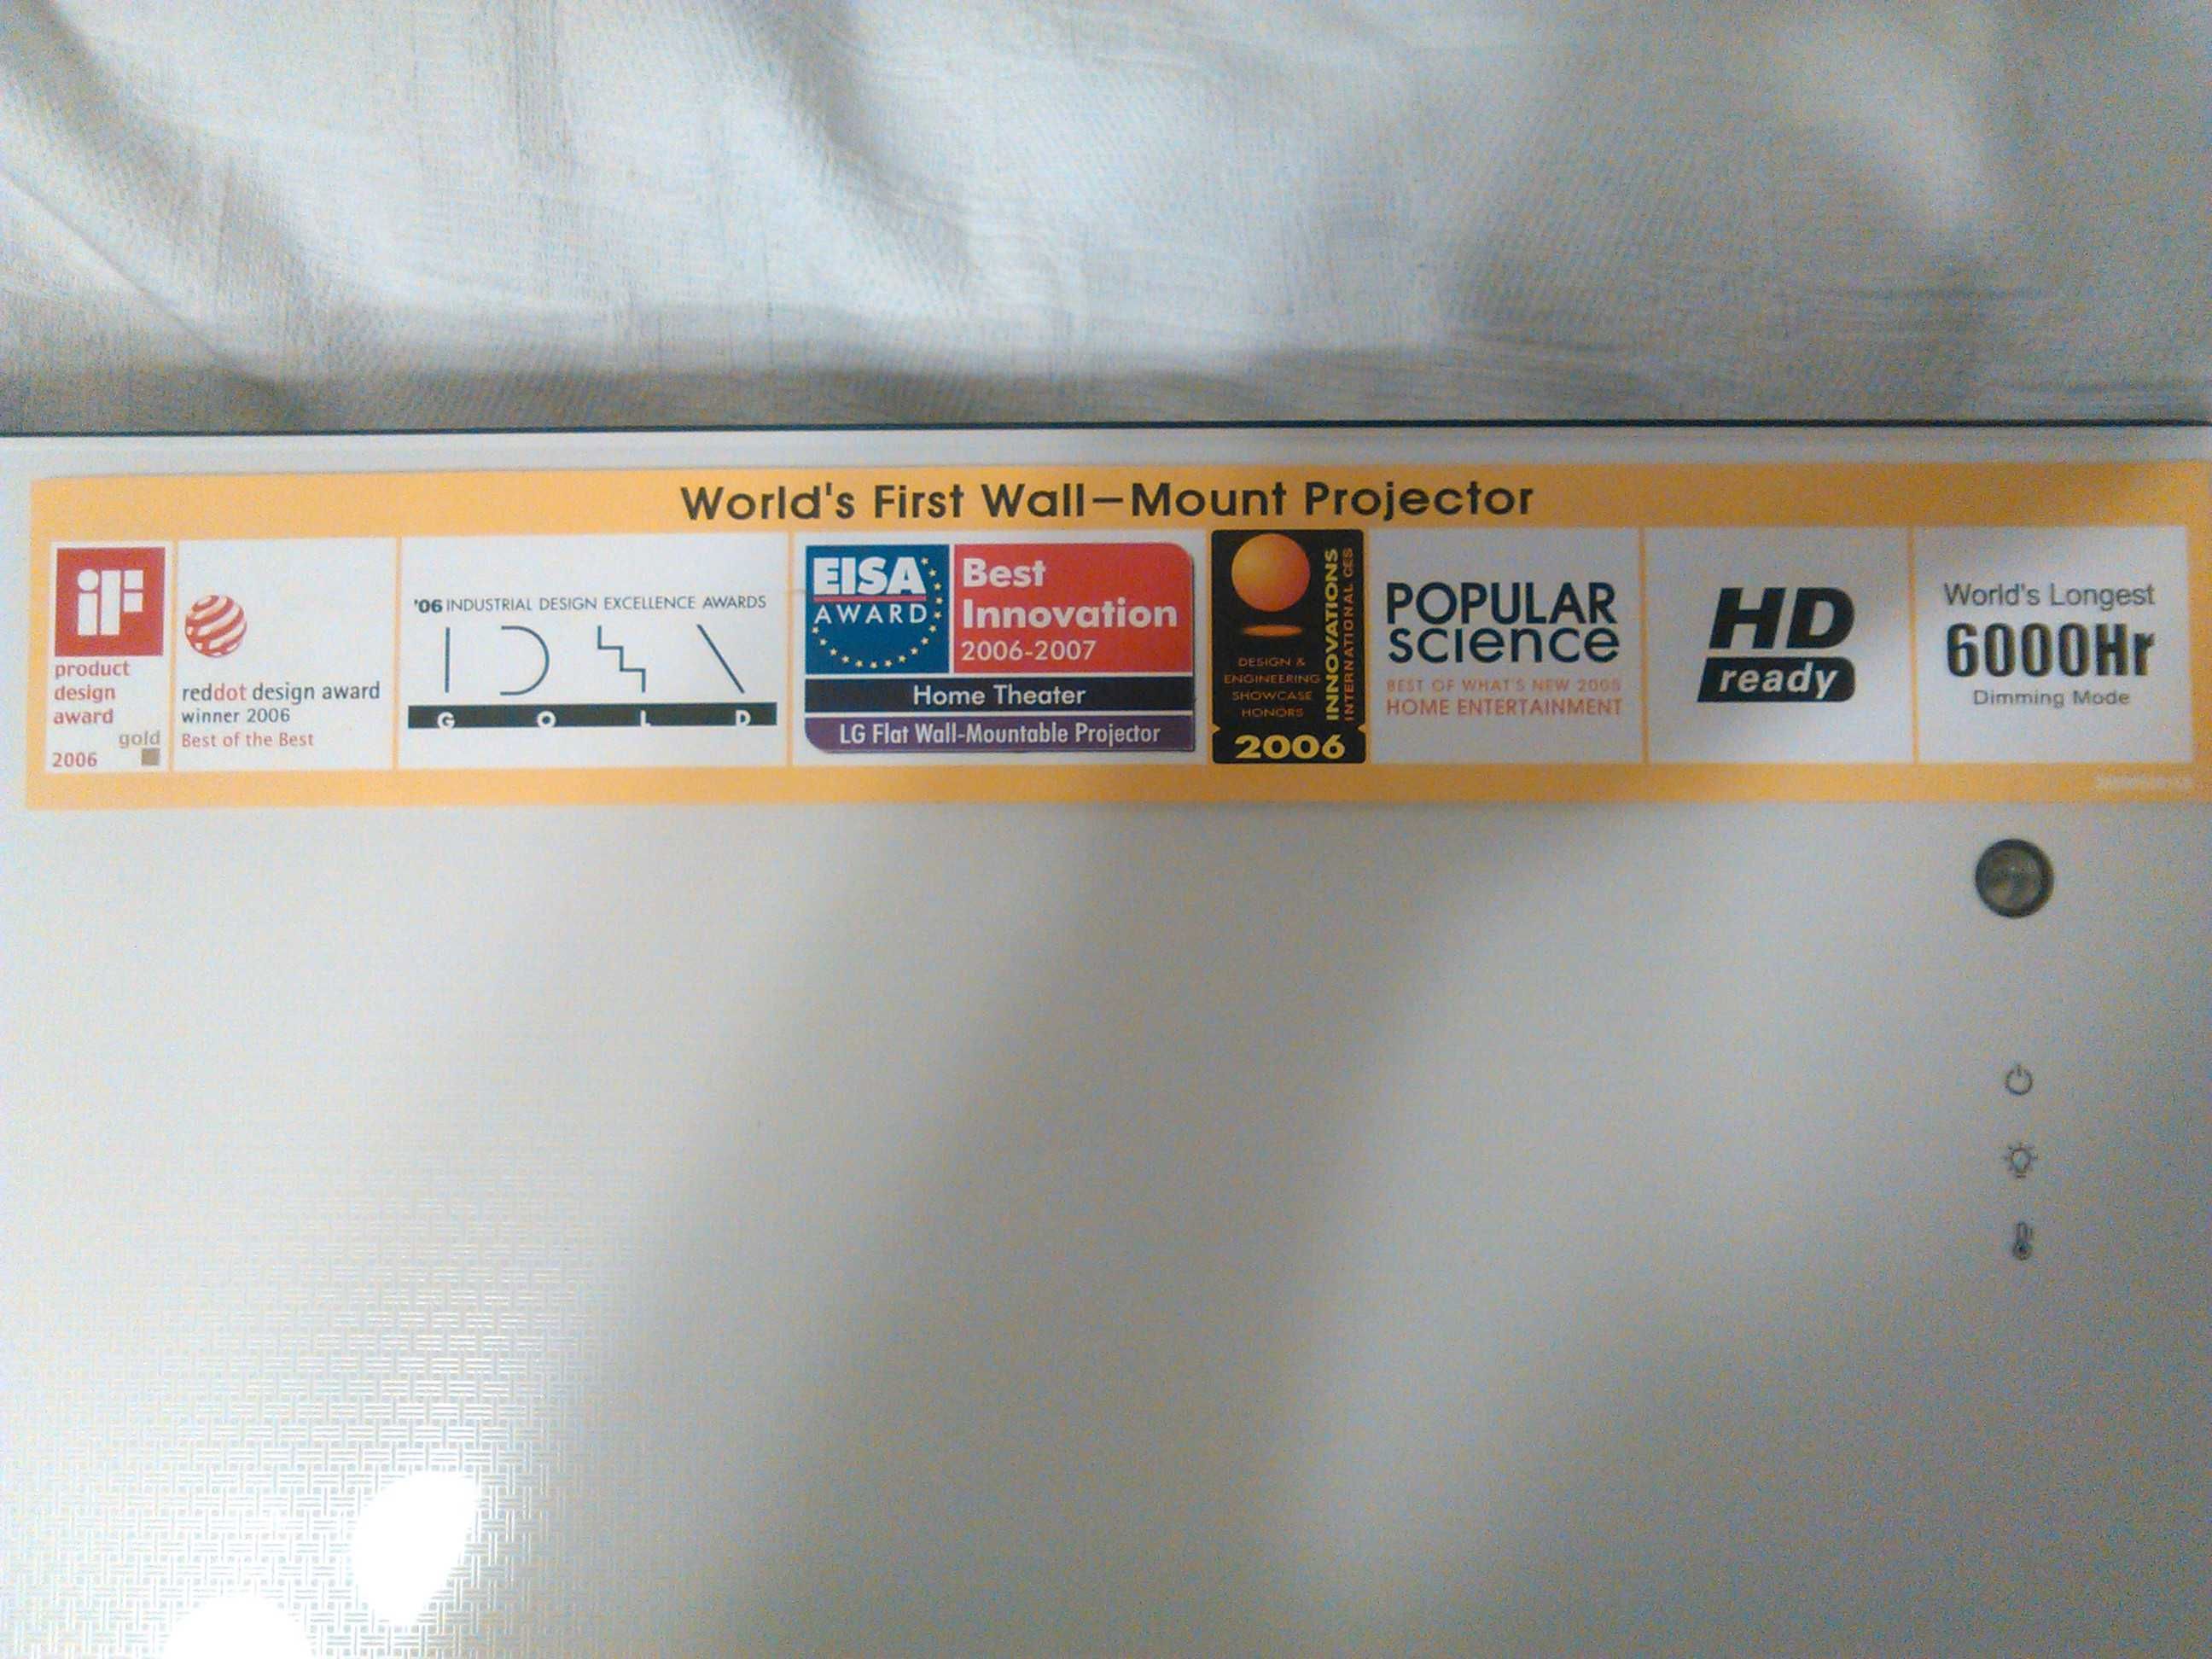 World's First Wall-Mount Projector
iF
product
design
award
gold
2006
reddot design award
winner 2006
Best of the Best
'06 INDUSTRIAL DESIGN EXCELLENCE AWARDS
GOLD
EISA
AWARD
Best
Innovation
2006-2007
Home Theater
LG Flat Wall-Mountable Projector
INNOVATIONS
INTERNATIONAL CES
DESIGN &
ENGINEERING
SHOWCASE
HONORS
2006
POPULAR
science
BEST OF WHAT'S NEW
HOME ENTERTAINMENT
HD
ready
World's Longest
6000Hr
Dimming Mode